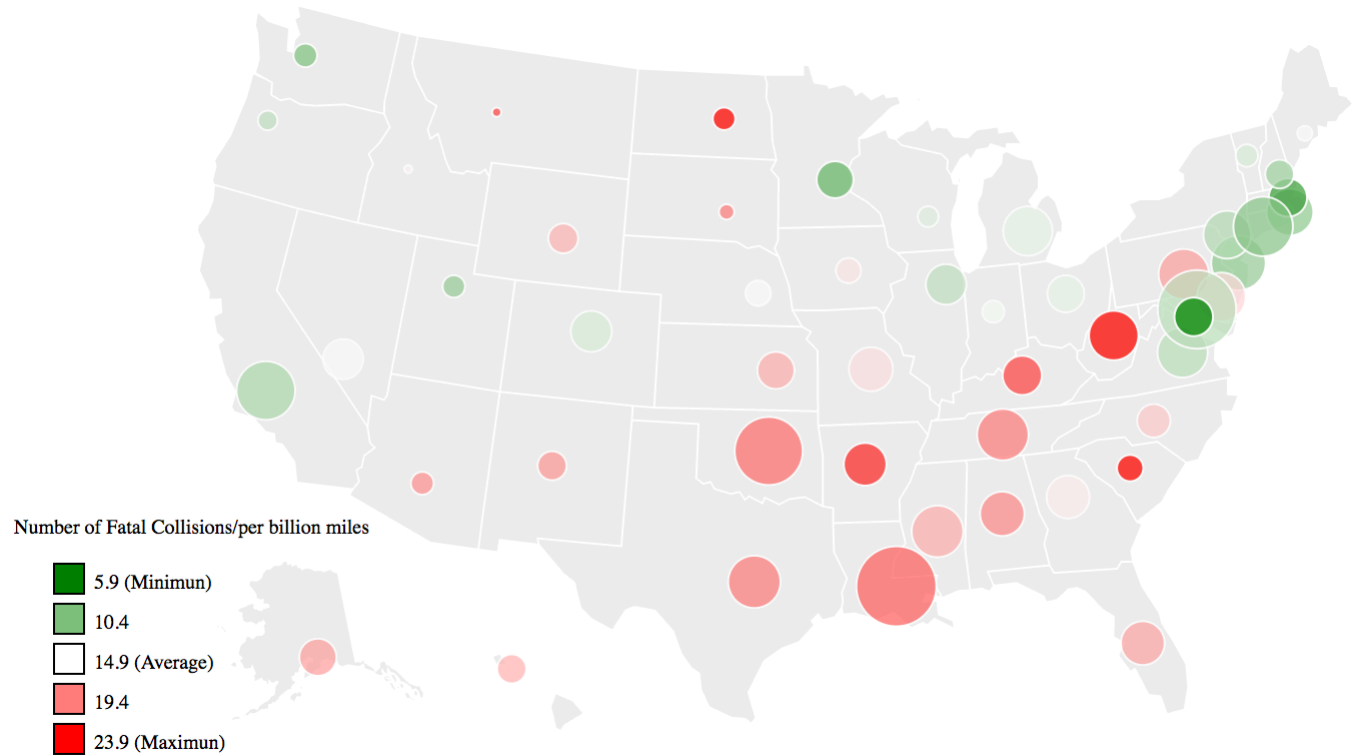 Number of Fatal Collisions/per billion miles
5.9 (Minimun)
10.4
14.9 (Average)
19.4
23.9 (Maximun)